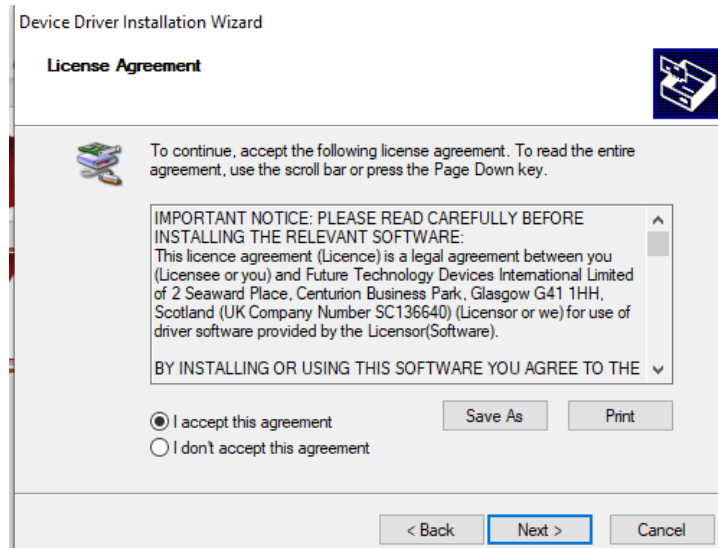 Device Driver Installation Wizard
License Agreement
To continue, accept the following license agreement. To read the entire
agreement, use the scroll bar or press the Page Down key.
IMPORTANT NOTICE: PLEASE READ CAREFULLY BEFORE
INSTALLING THE RELEVANT SOFTWARE:
This licence agreement (Licence) is a legal agreement between you
(Licensee or you) and Future Technology Devices International Limited
of 2 Seaward Place, Centurion Business Park, Glasgow G41 1HH,
Scotland (UK Company Number SC136640) (Licensor or we) for use of
driver software provided by the Licensor(Software).
BY INSTALLING OR USING THIS SOFTWARE YOU AGREE TO THE
I accept this agreement
Save As
Print
I don't accept this agreement
< Back
Next >
Cancel